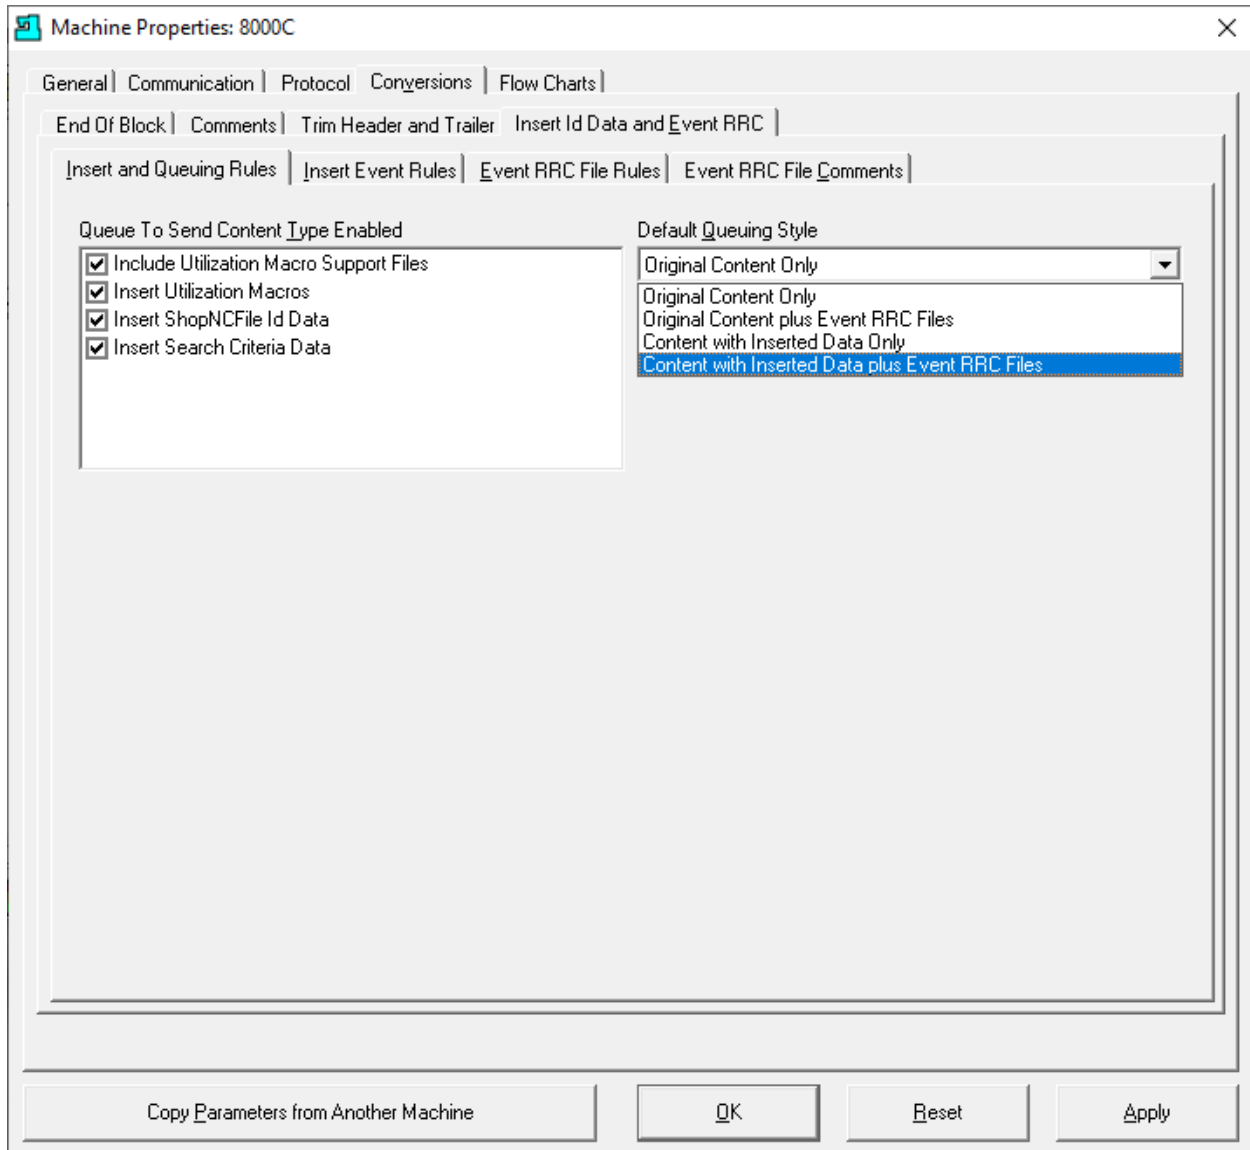 Machine Properties: 8000C
General Communication Protocol Conversions Flow Charts
End Of Block Comments Trim Header and Trailer Insert Id Data and Event RRC
Insert and Queuing Rules Insert Event Rules Event RRC File Rules Event RRC File Comments
Queue To Send Content Type Enabled
Include Utilization Macro Support Files
Insert Utilization Macros
Insert ShopNCFile Id Data
Insert Search Criteria Data
Default Queuing Style
Original Content Only
Original Content Only
Original Content plus Event RRC Files
Content with Inserted Data Only
Content with Inserted Data plus Event RRC Files
Copy Parameters from Another Machine OK Reset Apply